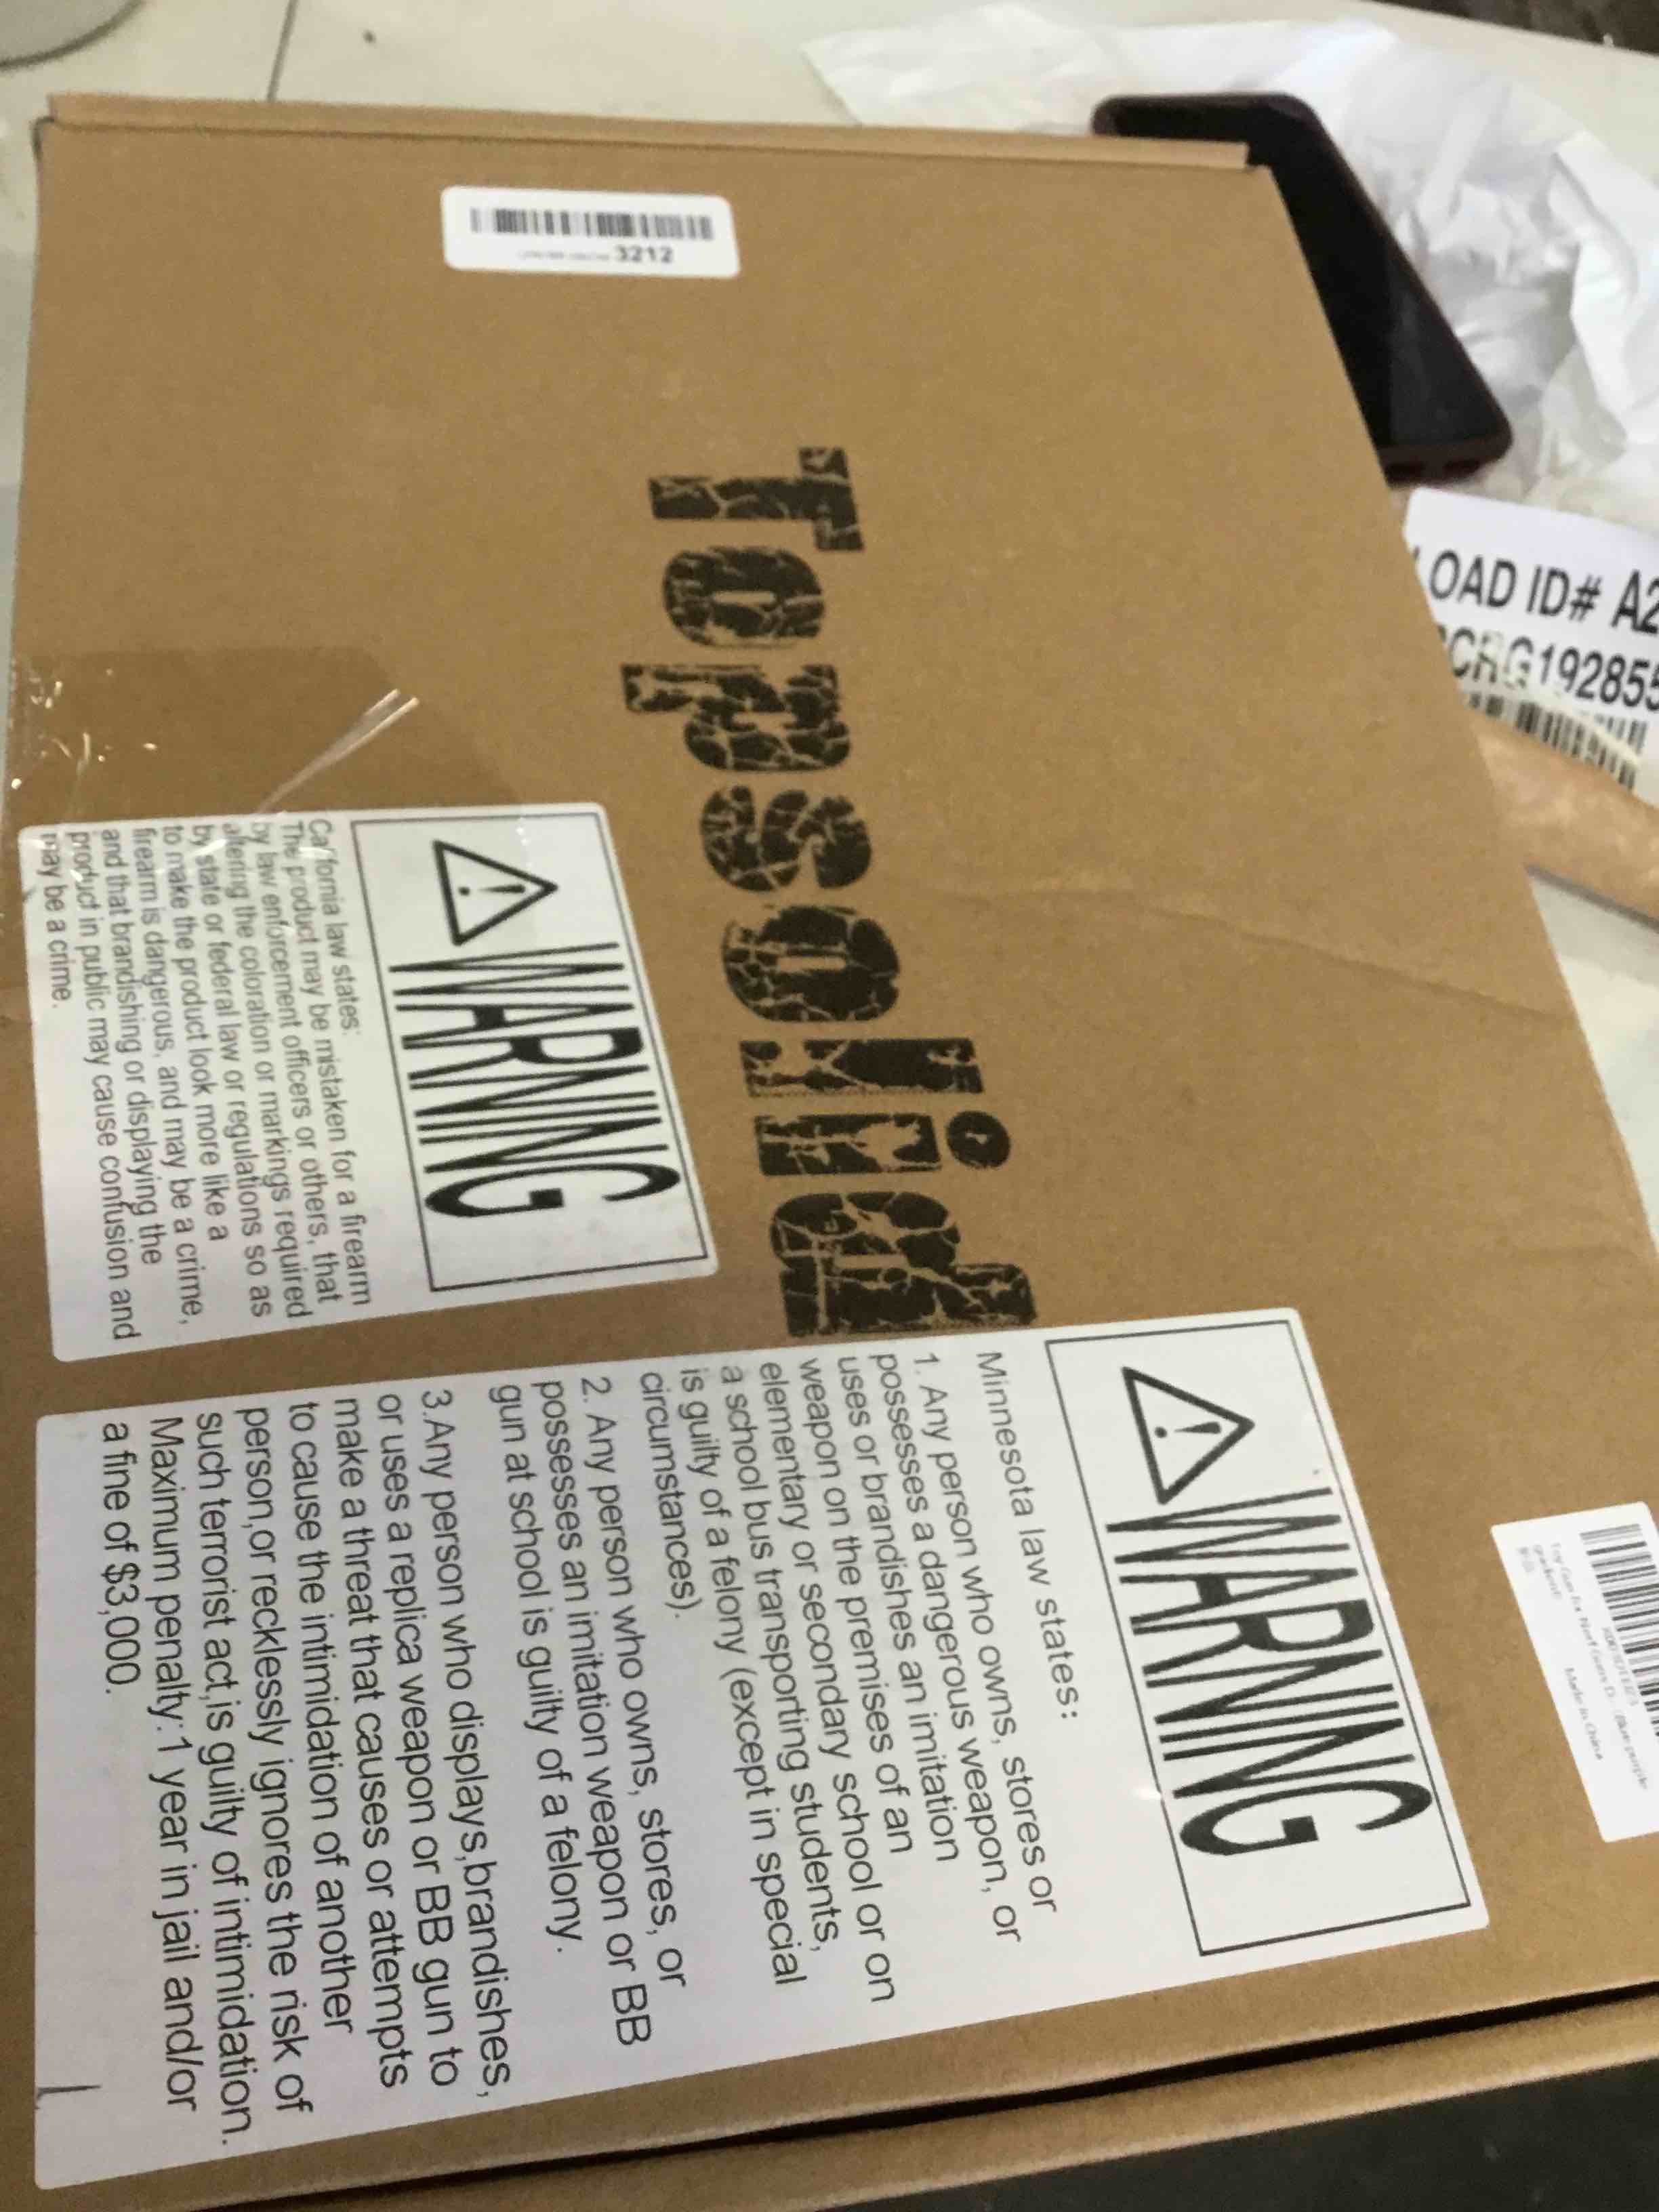 3212
Topsolid
WARNING
California law states:
The product may be mistaken for a firearm
by law enforcement officers or others, that
altering the coloration or markings required
by state or federal law or regulations so as
to make the product look more like a
firearm is dangerous, and may be a crime,
and that brandishing or displaying the
product in public may cause confusion and
may be a crime.
WARNING
Minnesota law states:
1. Any person who owns, stores or
possesses a dangerous weapon, or
uses or brandishes an imitation
weapon on the premises of an
elementary or secondary school or on
a school bus transporting students,
is guilty of a felony (except in special
circumstances).
2. Any person who owns, stores, or
possesses an imitation weapon or BB
gun at school is guilty of a felony.
3.Any person who displays,brandishes,
or uses a replica weapon or BB gun to
make a threat that causes or attempts
to cause the intimidation of another
person,or recklessly ignores the risk of
such terrorist act,is guilty of intimidation.
Maximum penalty:1 year in jail and/or
a fine of $3,000.
OAD ID# A2
CRG192855
Made in China